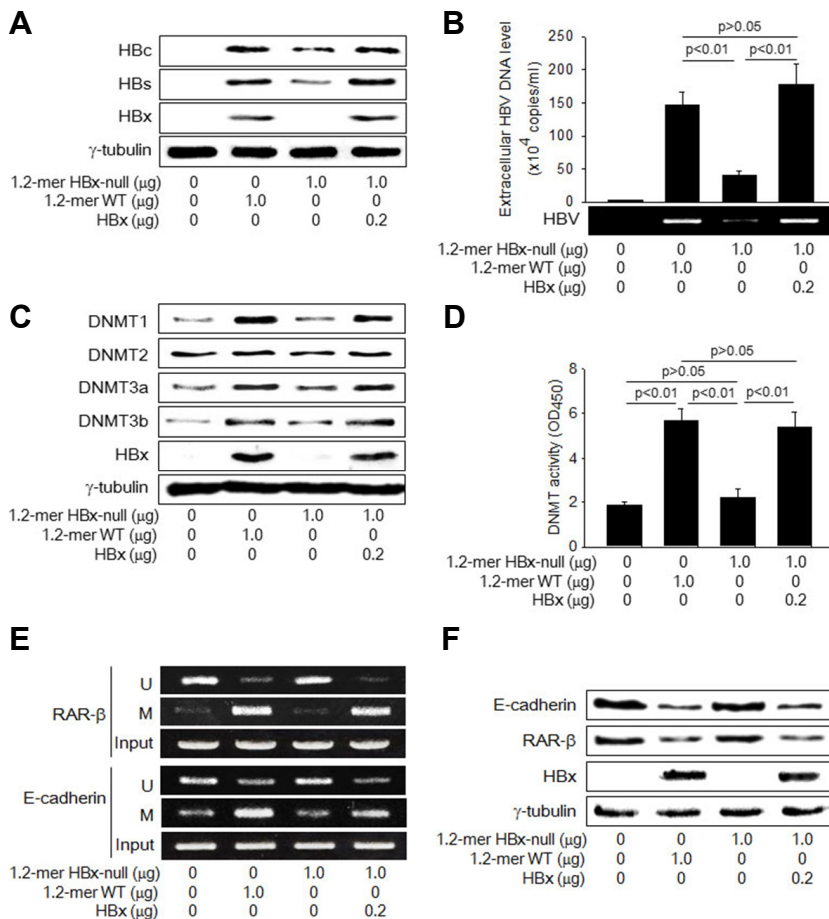 A
HBc
HBs
HBx
γ-tubulin
1.2-mer HBx-null (μg) 0 0 1.0 1.0
1.2-mer WT (μg) 0 1.0 0 0
HBx (μg) 0 0 0 0.2
B
p>0.05
p<0.01 p<0.01
Extracellular HBV DNA level
(x10⁴ copies/ml)
250
200
150
100
50
0
HBV
1.2-mer HBx-null (μg) 0 0 1.0 1.0
1.2-mer WT (μg) 0 1.0 0 0
HBx (μg) 0 0 0 0.2
C
DNMT1
DNMT2
DNMT3a
DNMT3b
HBx
γ-tubulin
1.2-mer HBx-null (μg) 0 0 1.0 1.0
1.2-mer WT (μg) 0 1.0 0 0
HBx (μg) 0 0 0 0.2
D
p>0.05
p>0.05
p<0.01 p<0.01 p<0.01
DNMT activity (OD450)
8
6
4
2
0
1.2-mer HBx-null (μg) 0 0 1.0 1.0
1.2-mer WT (μg) 0 1.0 0 0
HBx (μg) 0 0 0 0.2
E
RAR-β
U
M
Input
E-cadherin
U
M
Input
1.2-mer HBx-null (μg) 0 0 1.0 1.0
1.2-mer WT (μg) 0 1.0 0 0
HBx (μg) 0 0 0 0.2
F
E-cadherin
RAR-β
HBx
γ-tubulin
1.2-mer HBx-null (μg) 0 0 1.0 1.0
1.2-mer WT (μg) 0 1.0 0 0
HBx (μg) 0 0 0 0.2